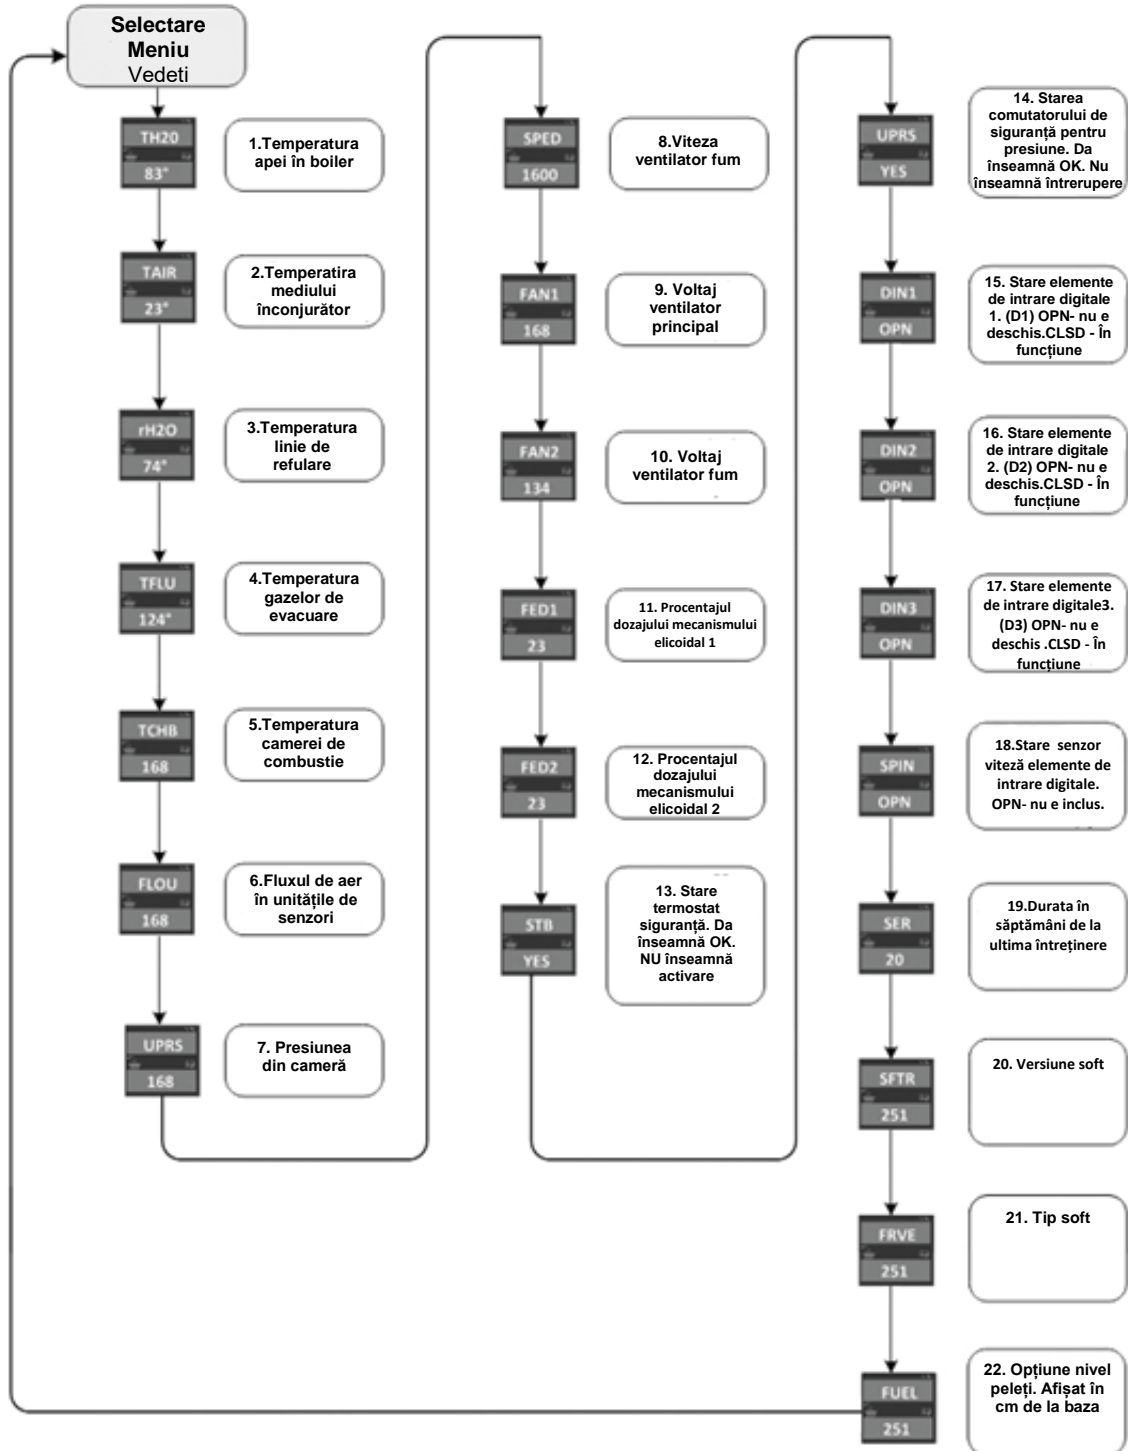 Selectare
Meniu
Vedeti
TH20
83°
1.Temperatura
apei în boiler
TAIR
23°
2.Temperatira
mediului
înconjurător
rH2O
74°
3.Temperatura
linie de
refulare
TFLU
124°
4.Temperatura
gazelor de
evacuare
TCHB
168
5.Temperatura
camerei de
combustie
FLOU
168
6.Fluxul de aer
în unitățile de
senzori
UPRS
168
7. Presiunea
din cameră
SPED
1600
8.Viteza
ventilator fum
FAN1
168
9. Voltaj
ventilator
principal
FAN2
134
10. Voltaj
ventilator fum
FED1
23
11. Procentajul
dozajului mecanismului
elicoidal 1
FED2
23
12. Procentajul
dozajului
mecanismului
elicoidal 2
STB
YES
13. Stare
termostat
siguranță. Da
înseamnă OK.
NU înseamnă
activare
UPRS
YES
14. Starea
comutatorului de
siguranță pentru
presiune. Da
înseamnă OK. Nu
înseamnă întrerupere
DIN1
OPN
15. Stare elemente
de intrare digitale
1. (D1) OPN- nu e
deschis.CLSD - În
funcțiune
DIN2
OPN
16. Stare elemente
de intrare digitale
2. (D2) OPN- nu e
deschis.CLSD - În
funcțiune
DIN3
OPN
17. Stare elemente
de intrare digitale3.
(D3) OPN- nu e
deschis .CLSD - În
funcțiune
SPIN
OPN
18.Stare senzor
viteză elemente de
intrare digitale.
OPN- nu e inclus.
SER
20
19.Durata în
săptămâni de la
ultima întreținere
SFTR
251
20. Versiune soft
FRVE
251
21. Tip soft
FUEL
251
22. Opțiune nivel
peleți. Afișat în
cm de la baza